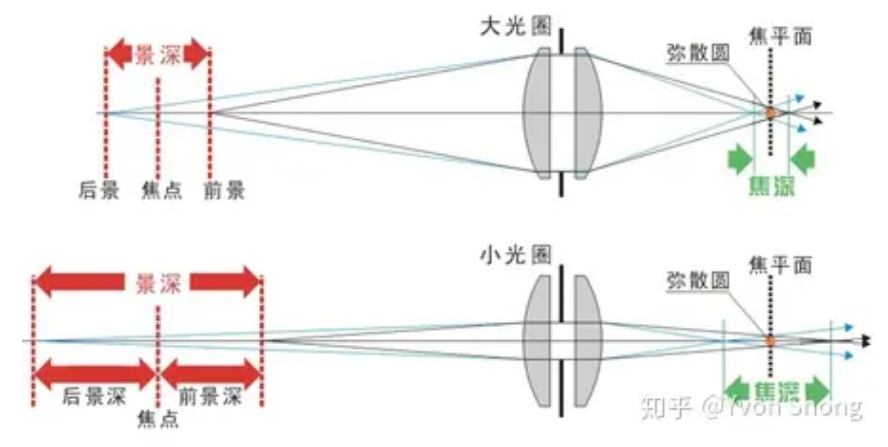 大光圈
焦平面
景深
弥散圆
后景 焦点 前景
焦深
小光圈
焦平面
景深
弥散圆
后景深 前景深
焦点
焦深
知乎 @Yvon Shong